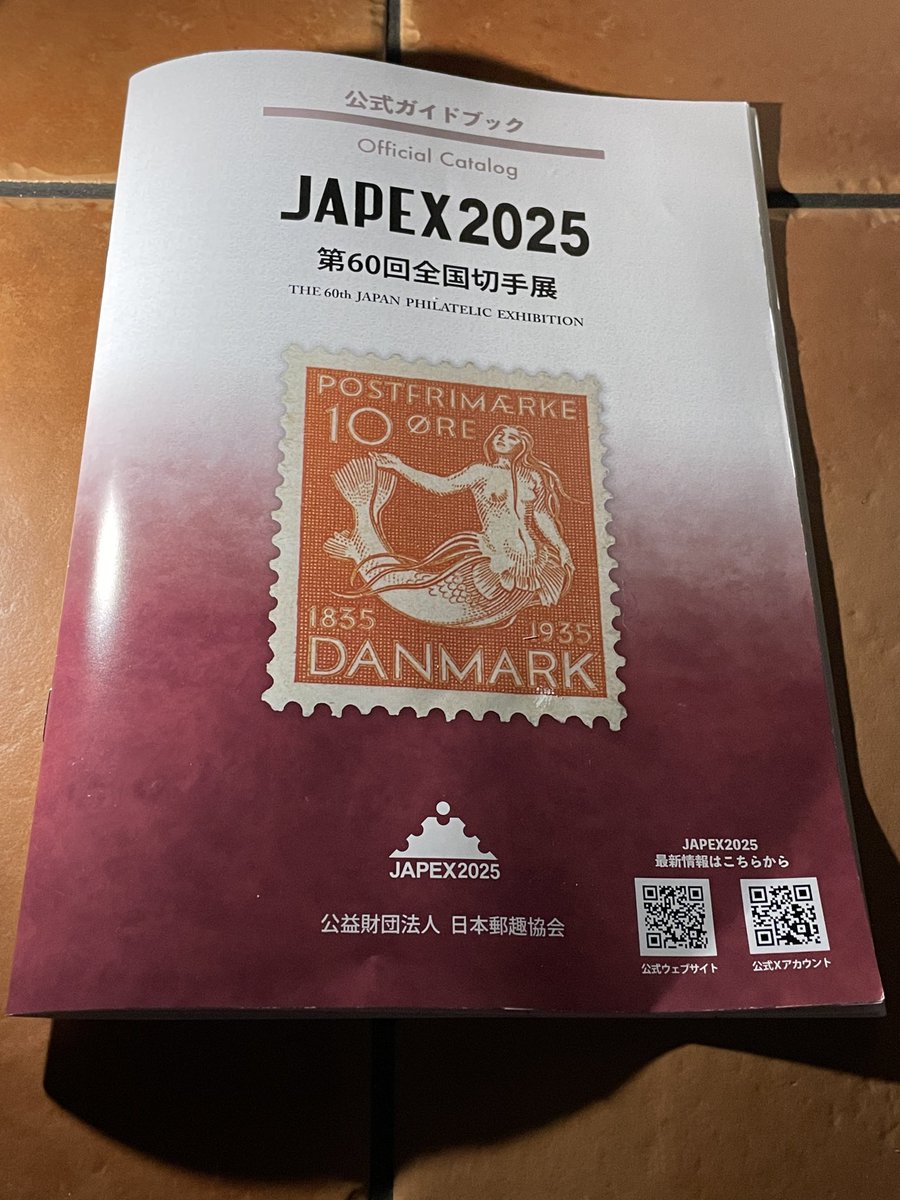 公式ガイドブック
Official Catalog
JAPEX2025
第60回全国切手展
THE 60th JAPAN PHILATELIC EXHIBITION
POSTFRIMÆRKE
10 ØRE
1835 1935
DANMARK
JAPEX2025
公益財団法人 日本郵趣協会
JAPEX2025
最新情報はこちらから
公式ウェブサイト 公式Xアカウント